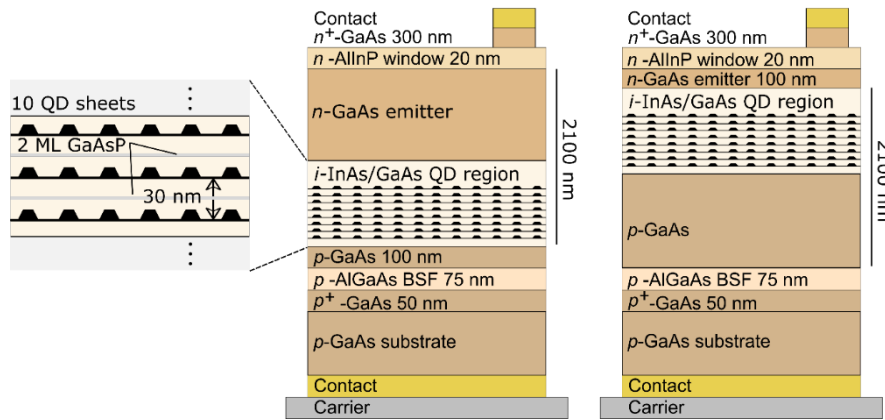 10 QD sheets
2 ML GaAsP
30 nm
Contact
n⁺-GaAs 300 nm
n -AlInP window 20 nm
n-GaAs emitter
i-InAs/GaAs QD region
p-GaAs 100 nm
p -AlGaAs BSF 75 nm
p⁺ -GaAs 50 nm
p-GaAs substrate
Contact
Carrier
2100 nm
Contact
n⁺-GaAs 300 nm
n -AlInP window 20 nm
n-GaAs emitter 100 nm
i-InAs/GaAs QD region
p-GaAs
p -AlGaAs BSF 75 nm
p⁺-GaAs 50 nm
p-GaAs substrate
Contact
Carrier
2100 nm